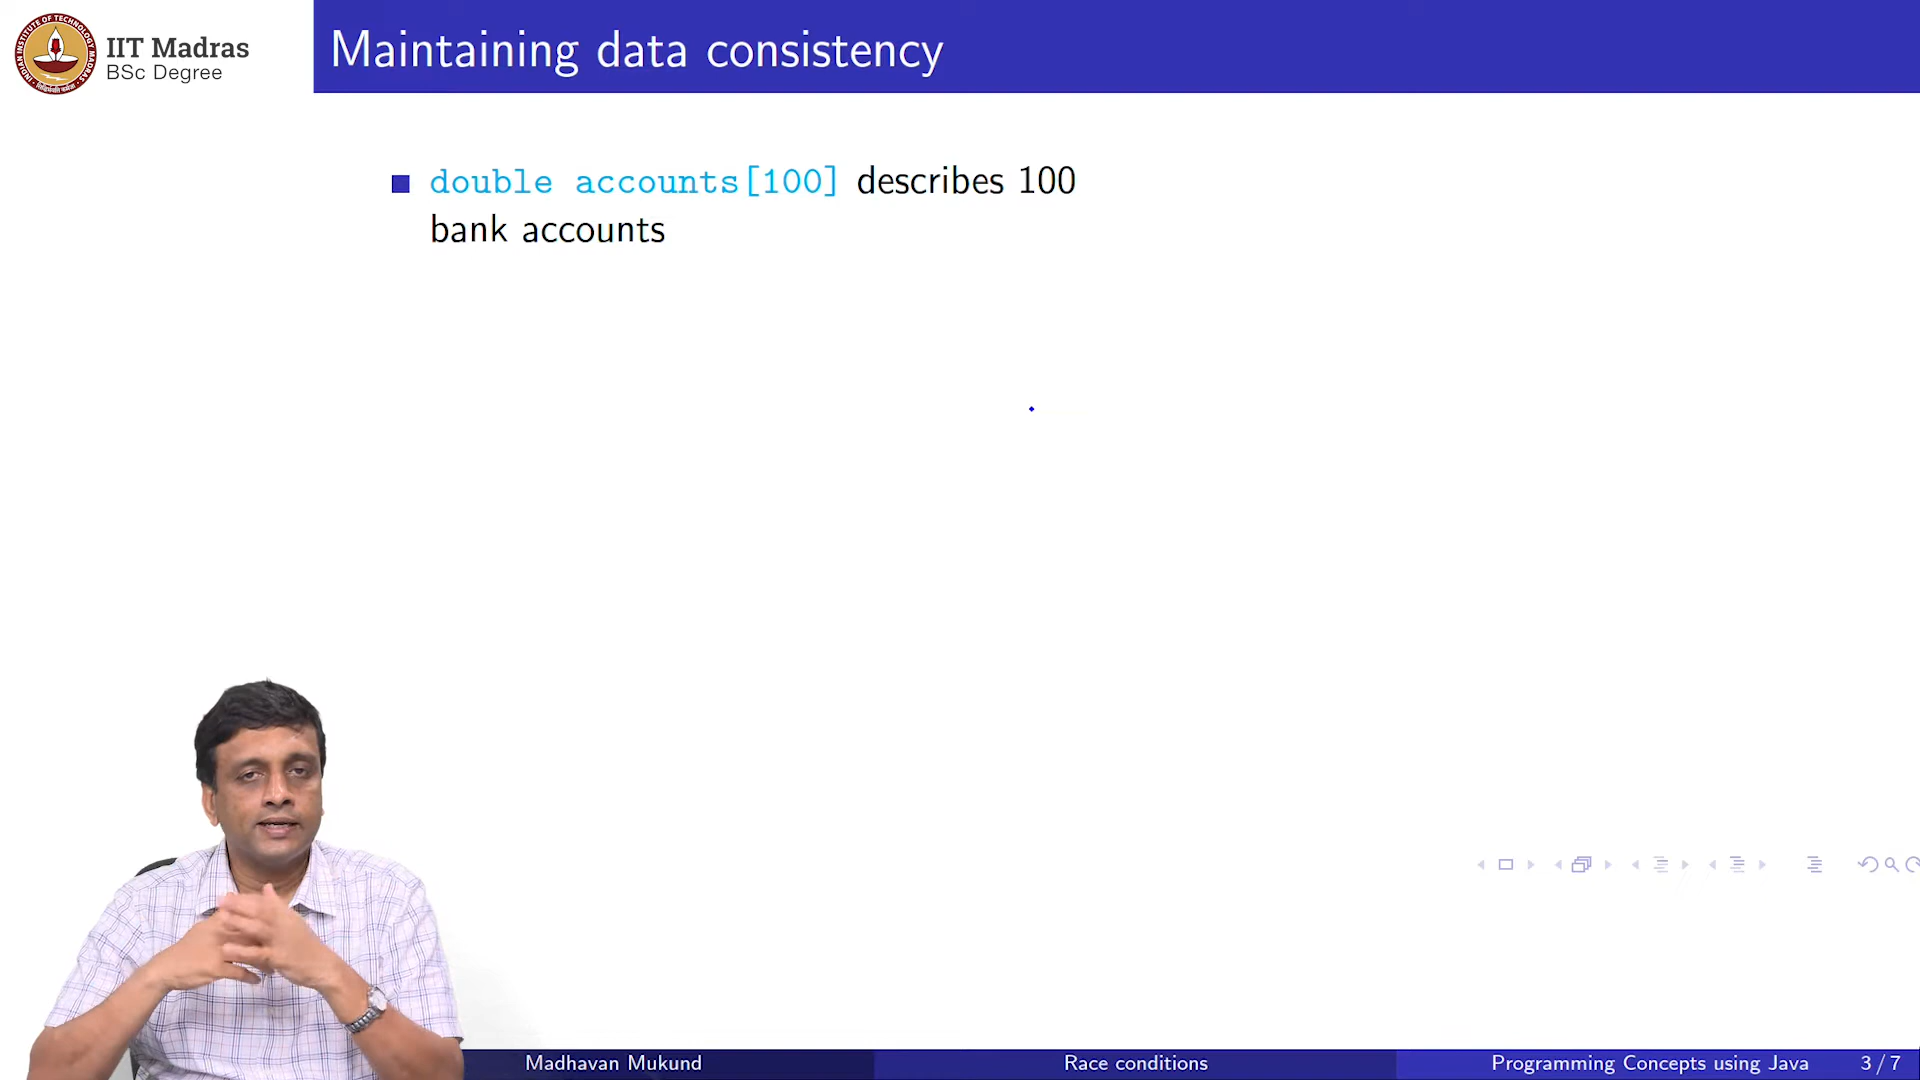 IIT Madras
BSc Degree
Maintaining data consistency
double accounts[100] describes 100
bank accounts
Madhavan Mukund
Race conditions
Programming Concepts using Java
3 / 7